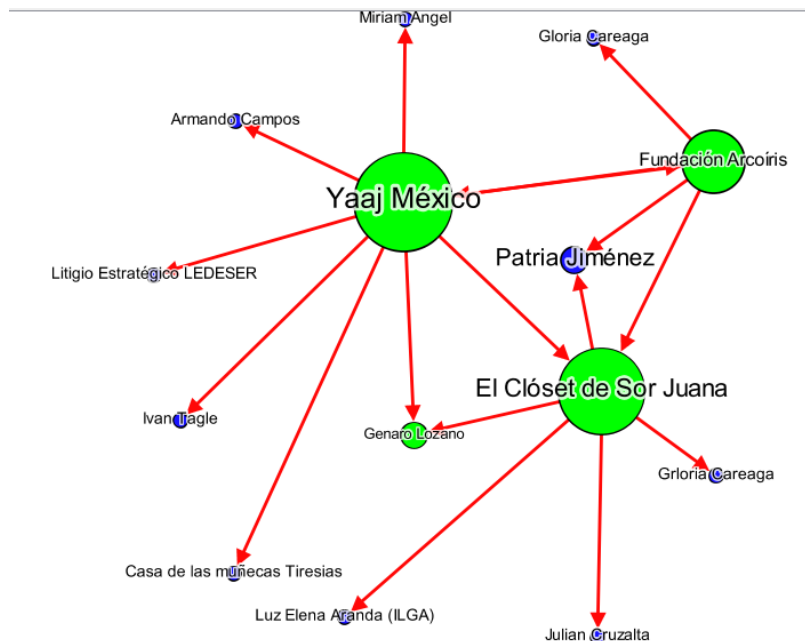 Miriam Angel
Gloria Careaga
Armando Campos
Fundación Arcoíris
Yaaj México
Patria Jiménez
Litigio Estratégico LEDESER
El Clóset de Sor Juana
Ivan Tagle
Genaro Lozano
Grloria Careaga
Casa de las muñecas Tiresias
Luz Elena Aranda (ILGA)
Julian Cruzalta